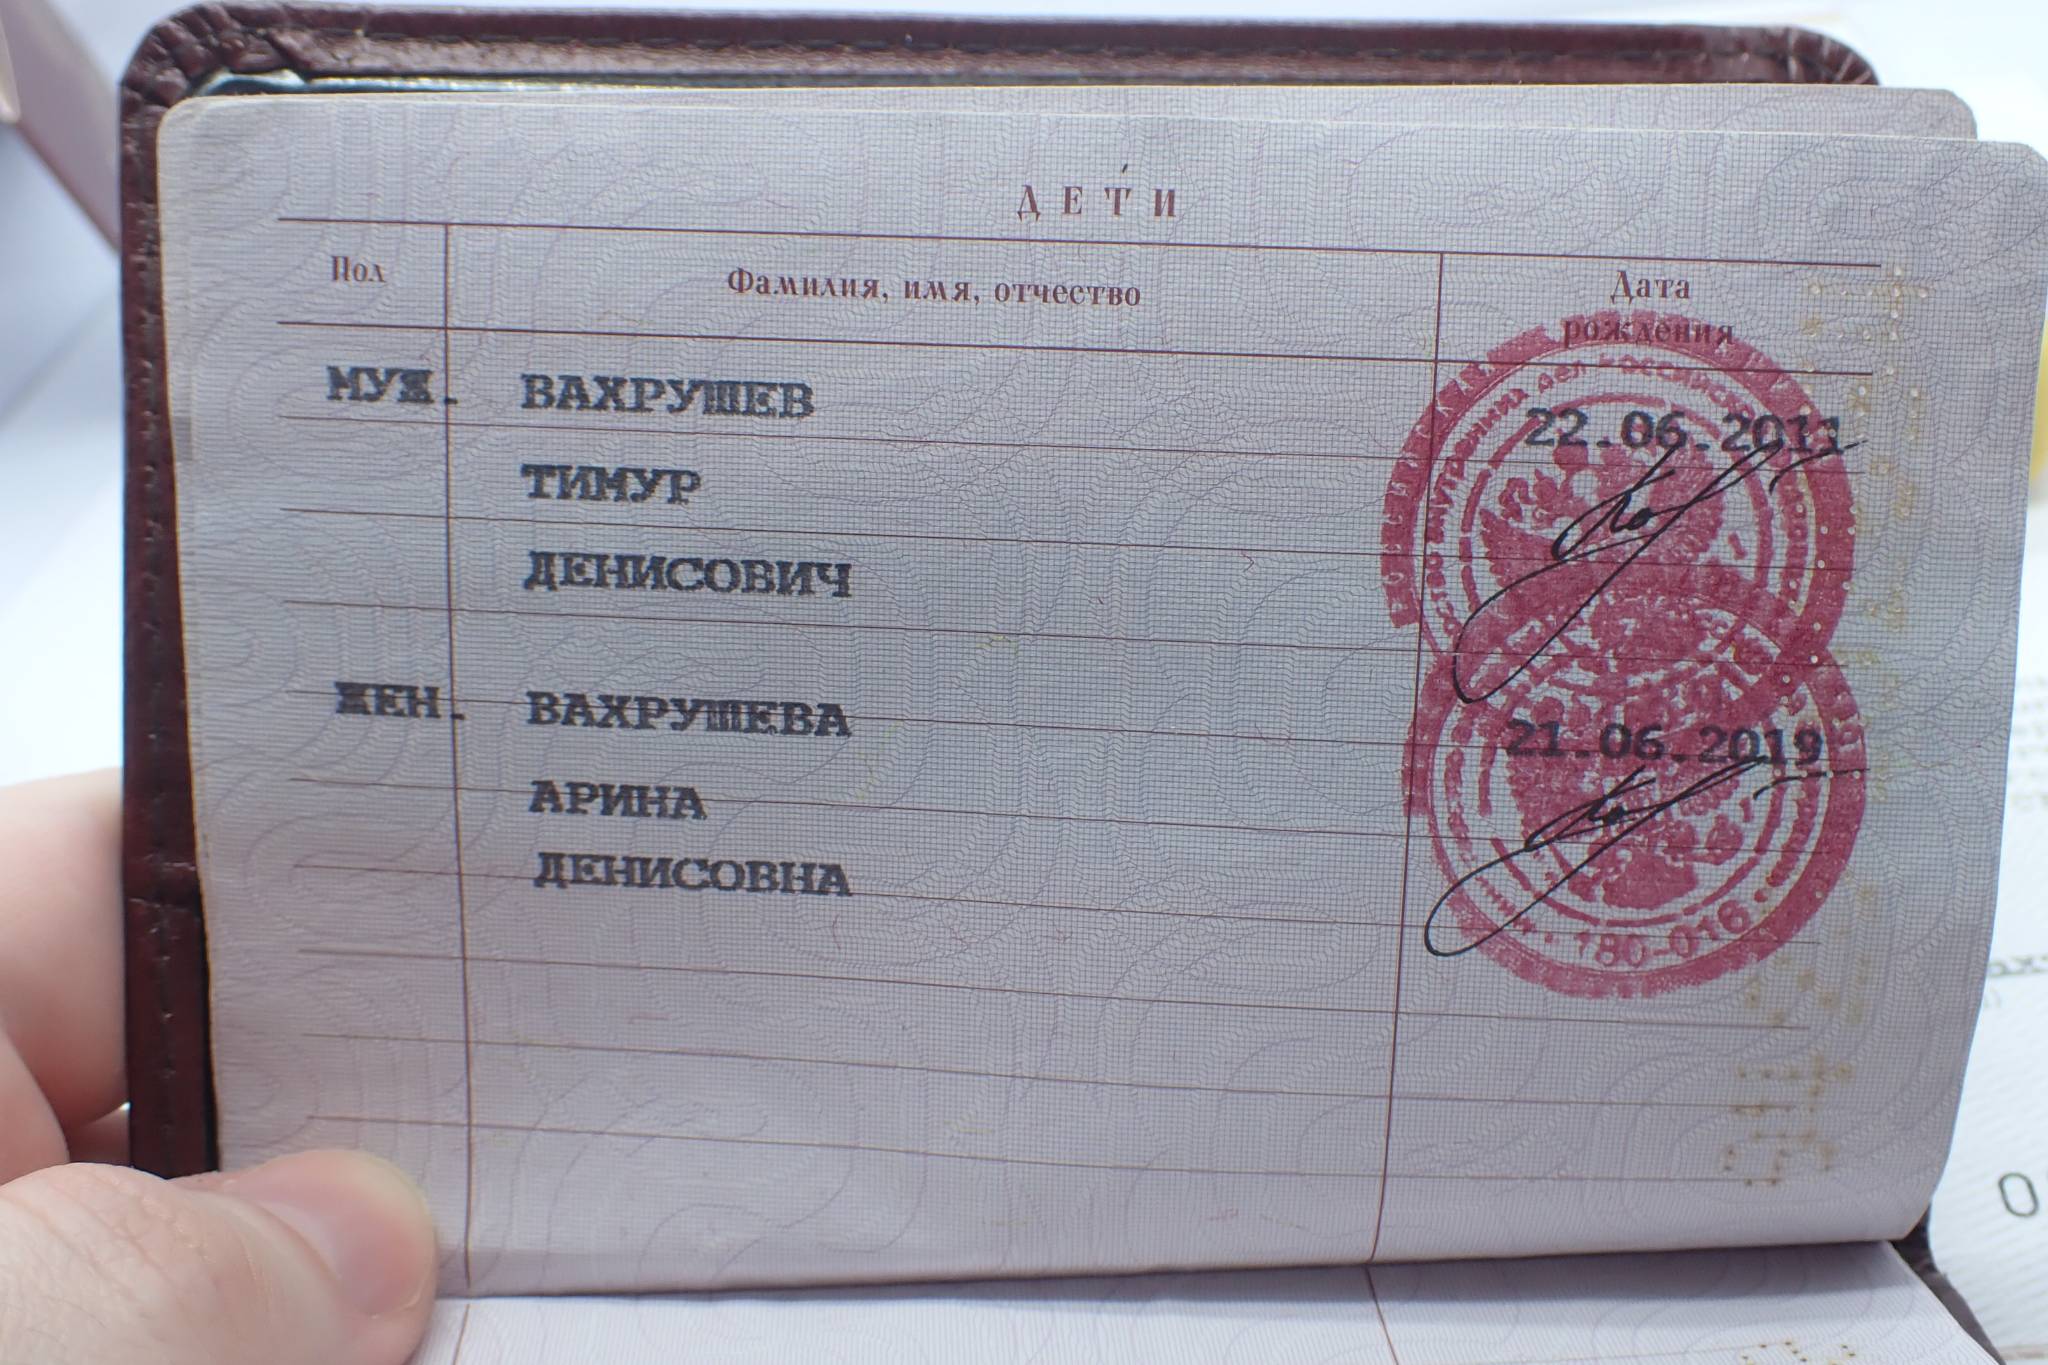 ДЕТИ
Пол Фамилия, имя, отчество Дата рождения
МУЖ. ВАХРУШЕВ 22.06.2011
ТИМУР
ДЕНИСОВИЧ
ЖЕН. ВАХРУШЕВА 21.06.2019
АРИНА
ДЕНИСОВНА
180-016